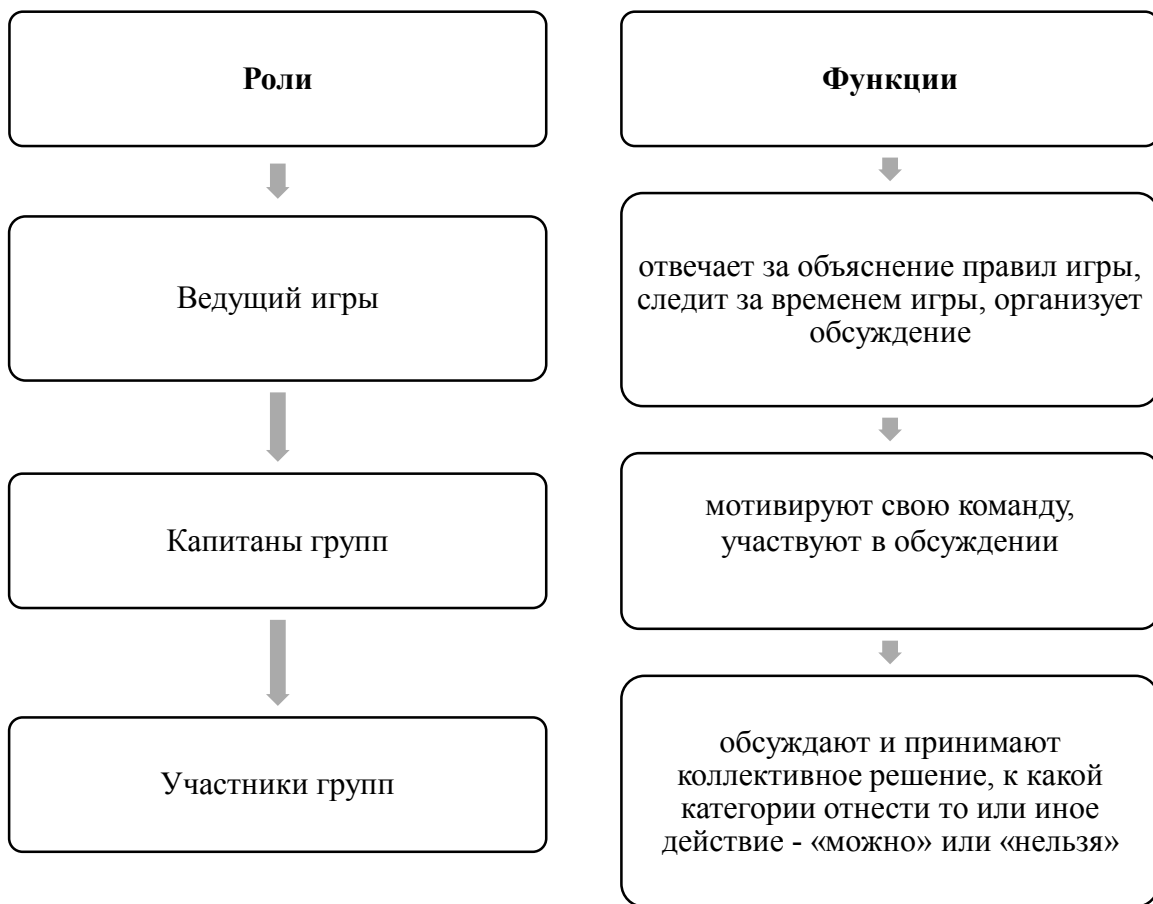 Роли
Ведущий игры
Капитаны групп
Участники групп
Функции
отвечает за объяснение правил игры,
следит за временем игры, организует
обсуждение
мотивируют свою команду,
участвуют в обсуждении
обсуждают и принимают
коллективное решение, к какой
категории отнести то или иное
действие - «можно» или «нельзя»